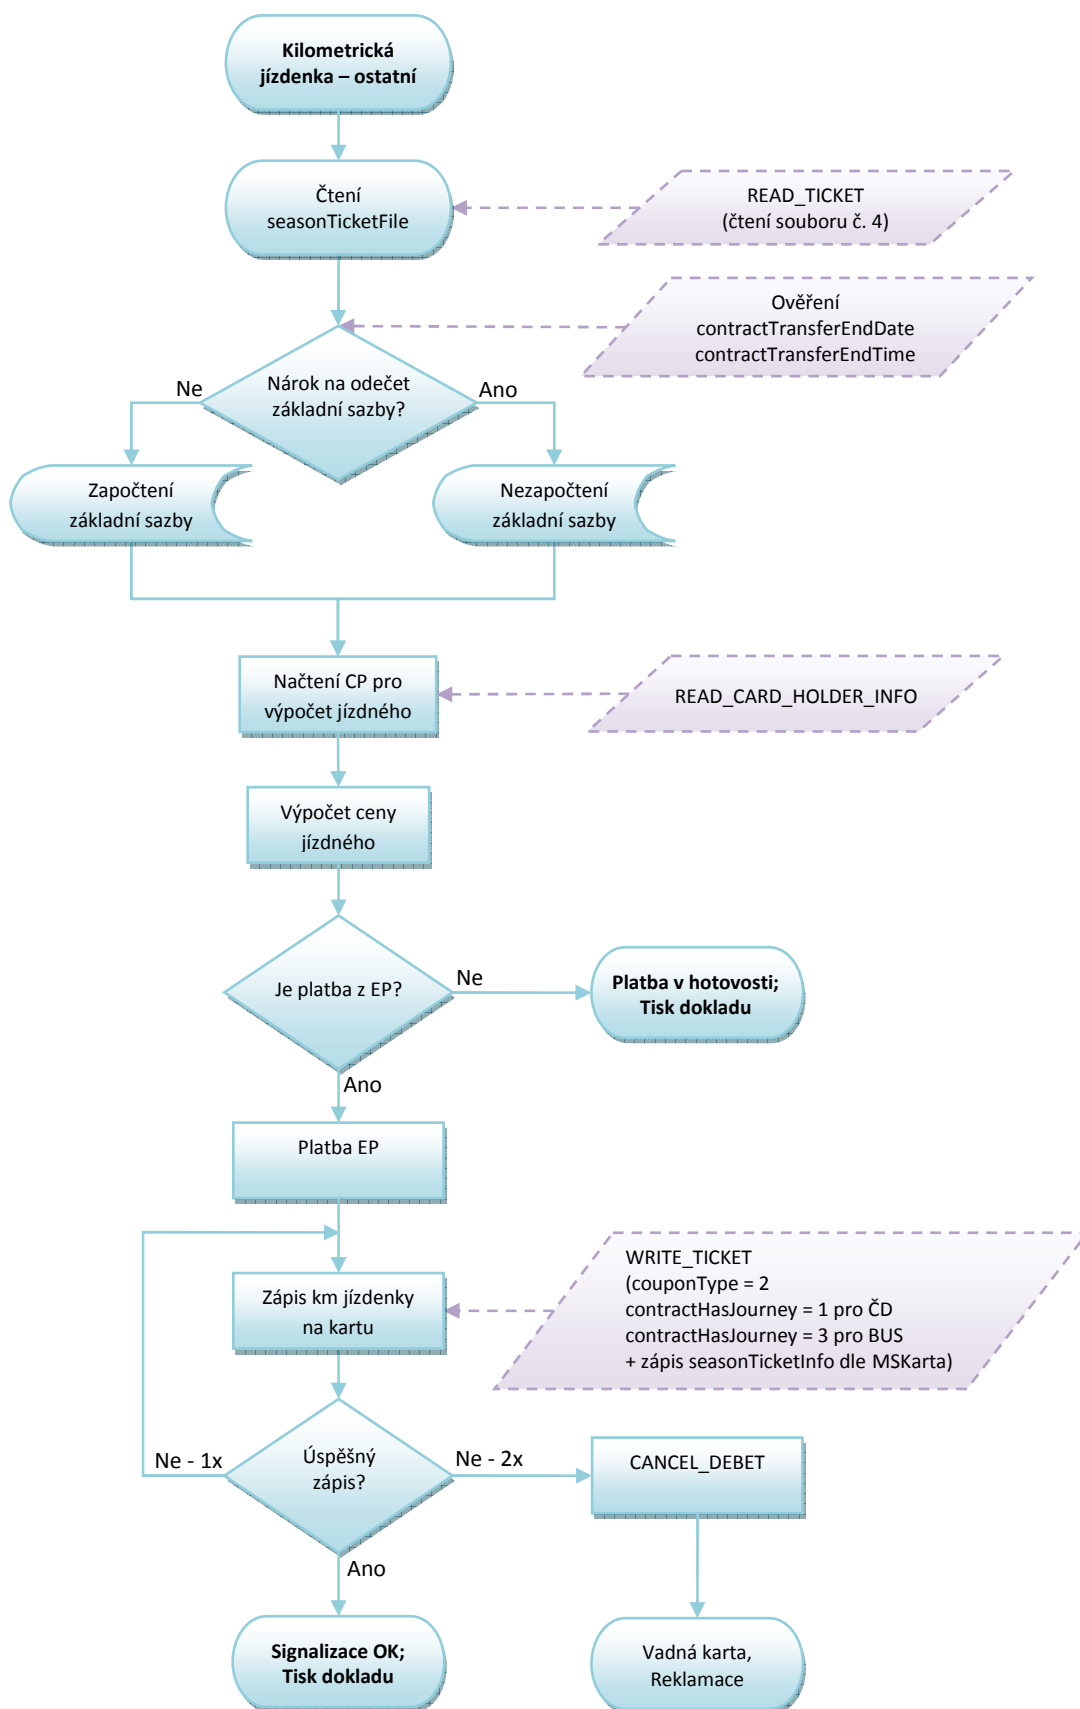 Kilometrická
jízdenka – ostatní
Čtení
seasonTicketFile
READ_TICKET
(čtení souboru č. 4)
Ověření
contractTransferEndDate
contractTransferEndTime
Ne
Nárok na odečet
základní sazby?
Ano
Započtení
základní sazby
Nezapočtení
základní sazby
Načtení CP pro
výpočet jízdného
READ_CARD_HOLDER_INFO
Výpočet ceny
jízdného
Je platba z EP?
Ne
Platba v hotovosti;
Tisk dokladu
Ano
Platba EP
WRITE_TICKET
(couponType = 2
contractHasJourney = 1 pro ČD
contractHasJourney = 3 pro BUS
+ zápis seasonTicketInfo dle MSKarta)
Zápis km jízdenky
na kartu
Ne - 1x
Úspěšný
zápis?
Ne - 2x
CANCEL_DEBET
Ano
Signalizace OK;
Tisk dokladu
Vadná karta,
Reklamace